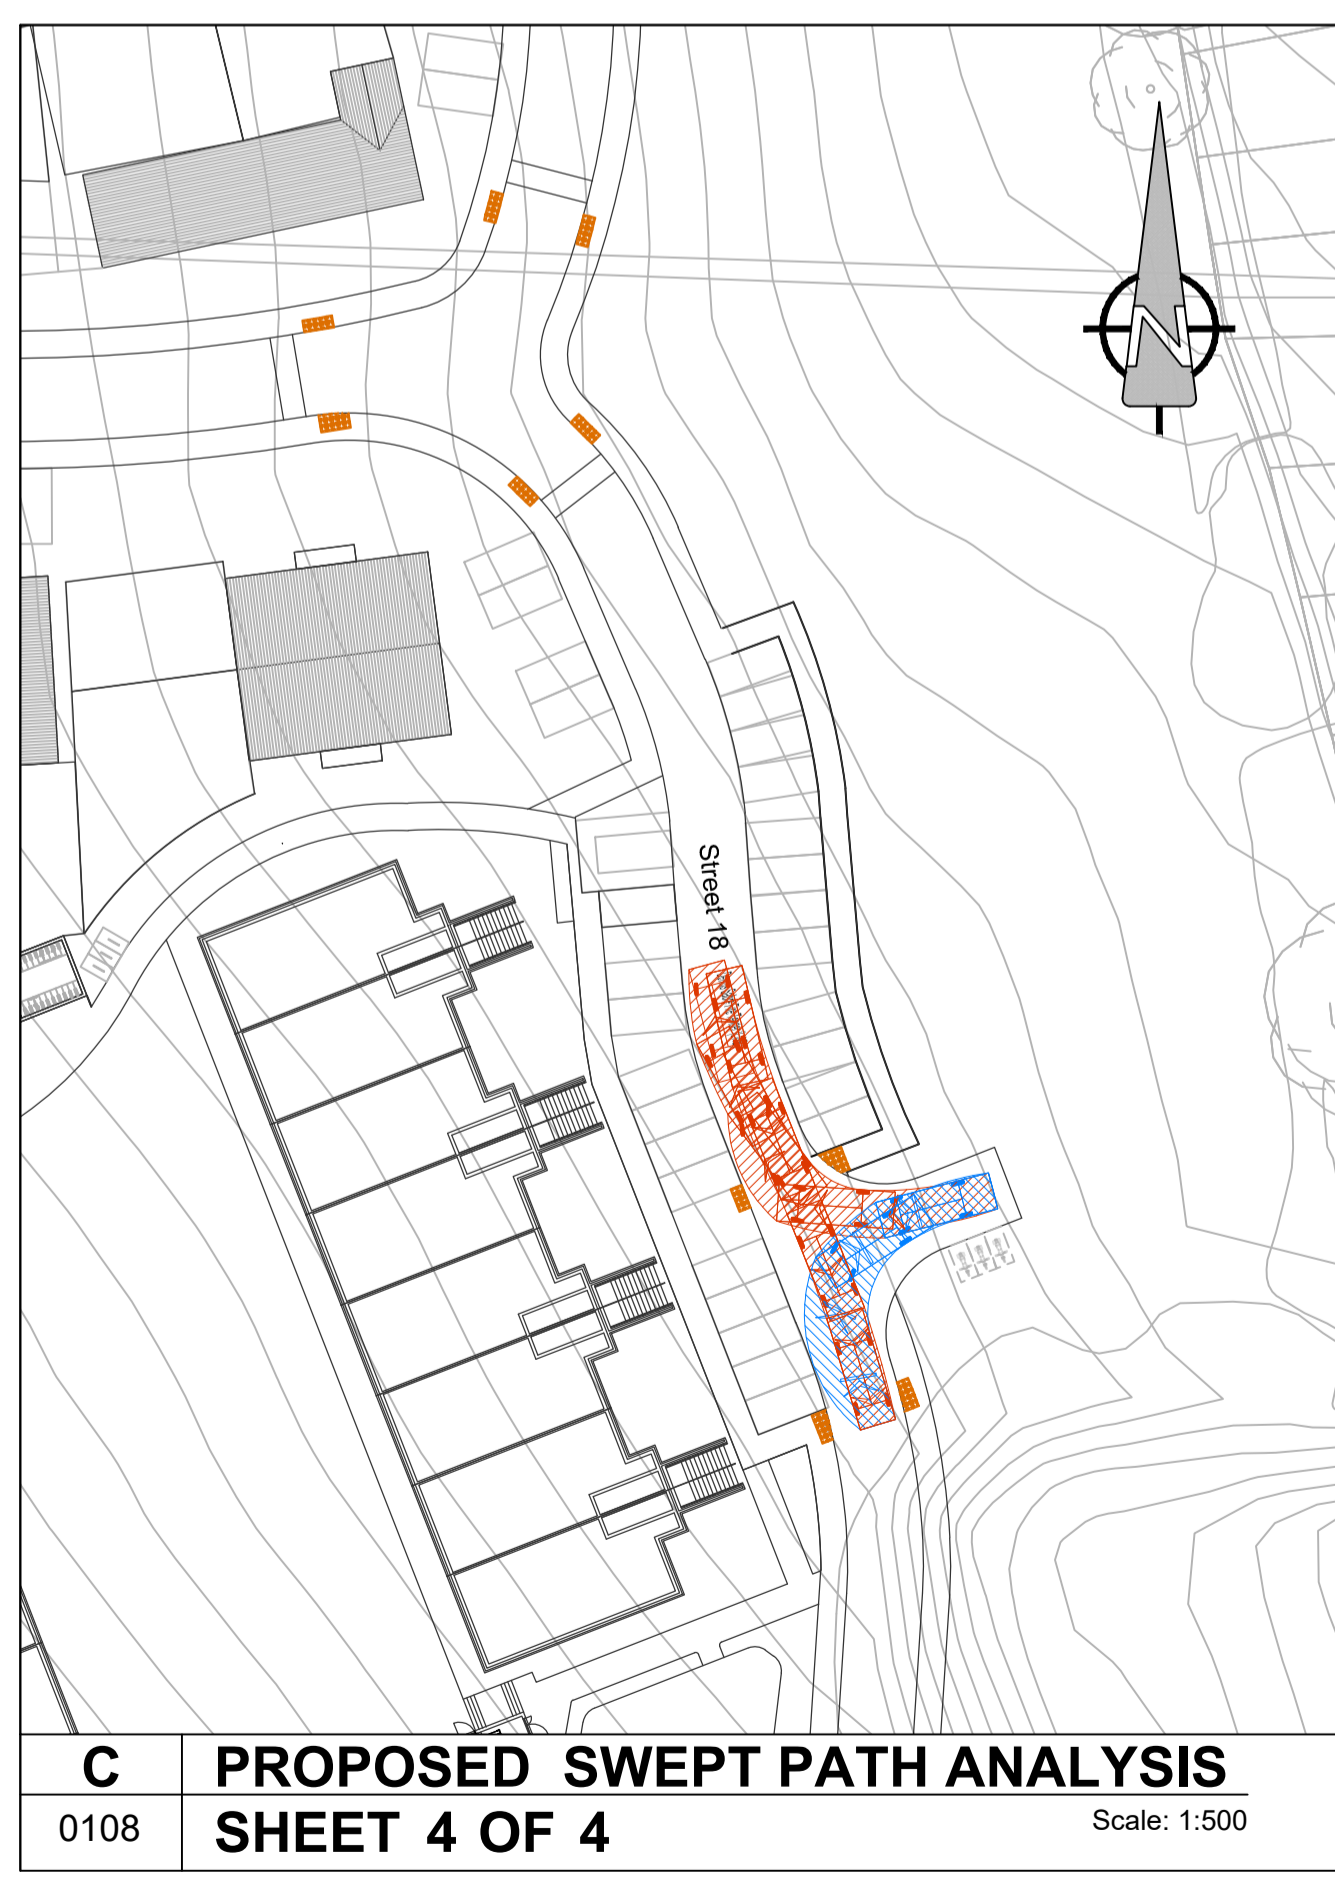 N
Street 18
C
PROPOSED SWEPT PATH ANALYSIS
0108
SHEET 4 OF 4
Scale: 1:500